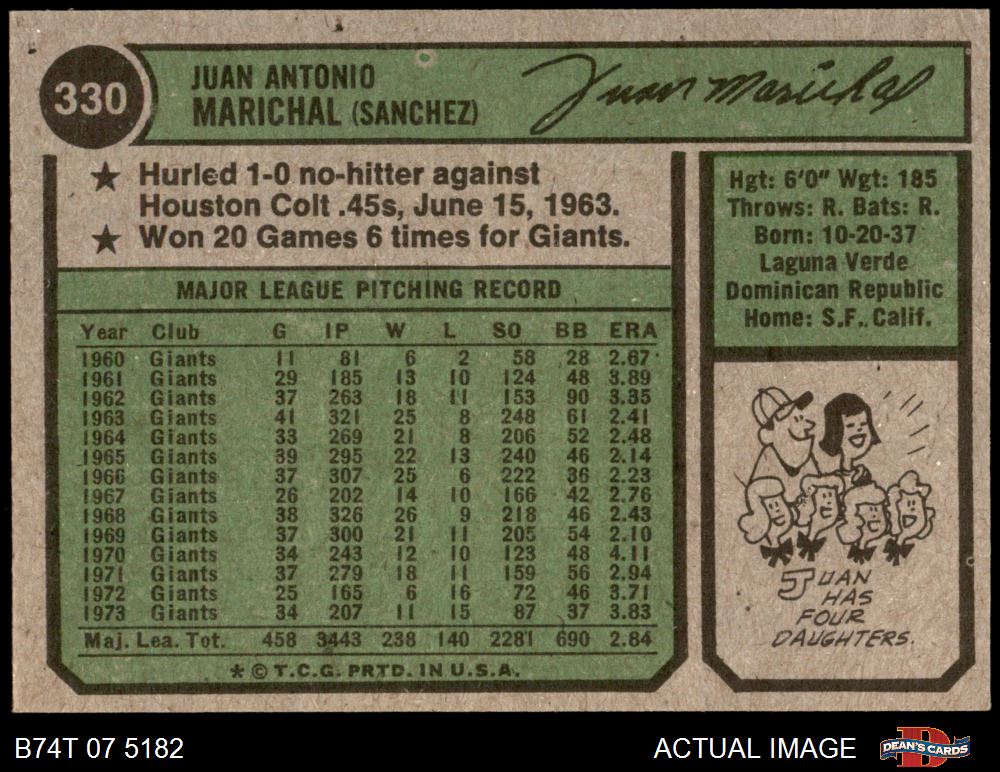 330
JUAN ANTONIO
MARICHAL (SANCHEZ)
Juan Marichal
★ Hurled 1-0 no-hitter against
Houston Colt .45s, June 15, 1963.
★ Won 20 Games 6 times for Giants.
MAJOR LEAGUE PITCHING RECORD
Year Club G IP W L SO BB ERA
1960 Giants 11 81 6 2 58 28 2.67
1961 Giants 29 185 13 10 124 48 3.89
1962 Giants 37 263 18 11 153 90 3.35
1963 Giants 41 321 25 8 248 61 2.41
1964 Giants 33 269 21 8 206 52 2.48
1965 Giants 39 295 22 13 240 46 2.14
1966 Giants 37 307 25 6 222 36 2.23
1967 Giants 26 202 14 10 166 42 2.76
1968 Giants 38 326 26 9 218 46 2.43
1969 Giants 37 300 21 11 205 54 2.10
1970 Giants 34 243 12 10 123 48 4.11
1971 Giants 37 279 18 11 159 56 2.94
1972 Giants 25 165 6 16 72 46 3.71
1973 Giants 34 207 11 15 87 37 3.83
Maj. Lea. Tot. 458 3443 238 140 2281 690 2.84
* © T.C.G. PRTD. IN U.S.A.
Hgt: 6'0" Wgt: 185
Throws: R. Bats: R.
Born: 10-20-37
Laguna Verde
Dominican Republic
Home: S.F., Calif.
JUAN
HAS
FOUR
DAUGHTERS.
B74T 07 5182
ACTUAL IMAGE
DEAN'S CARDS